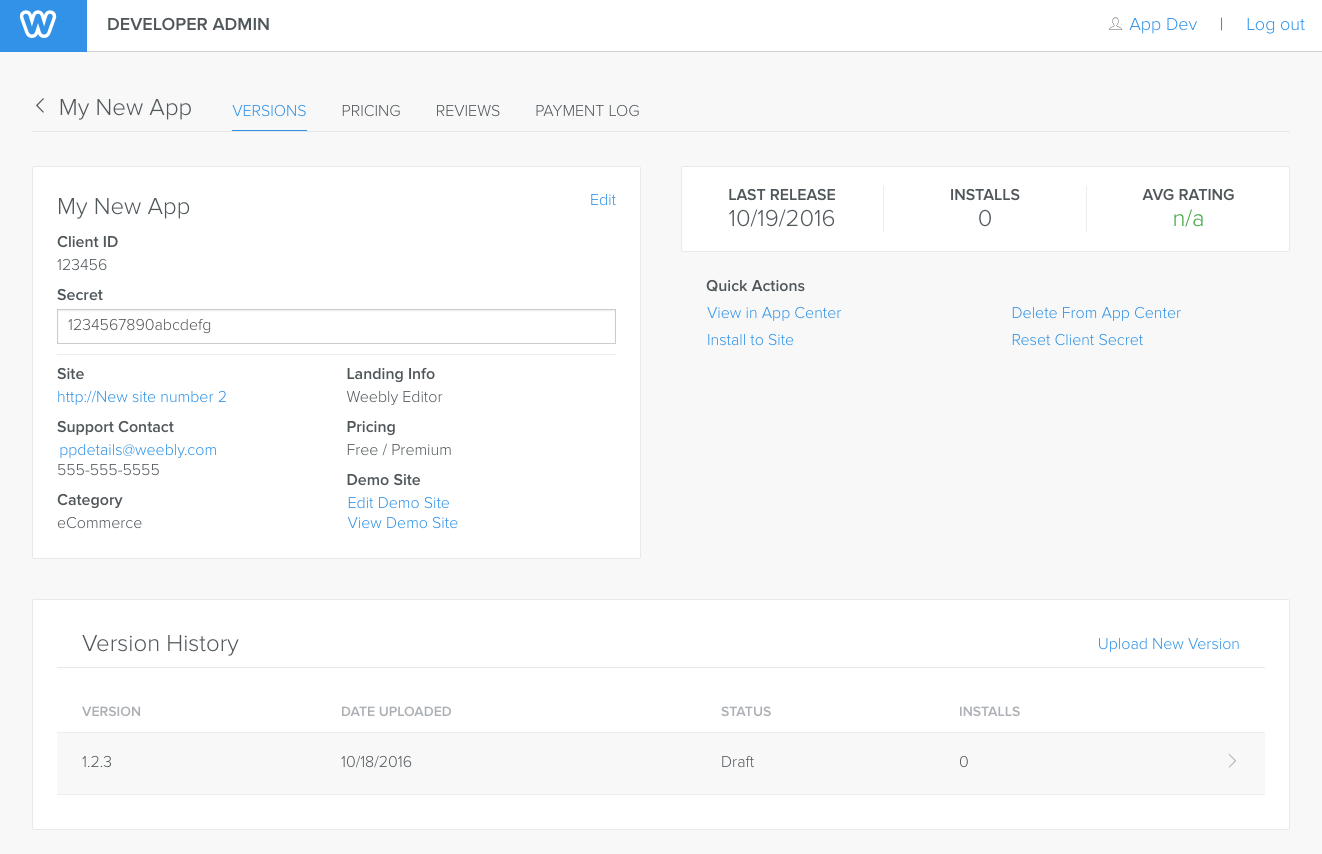 W
DEVELOPER ADMIN
App Dev | Log out
My New App
VERSIONS PRICING REVIEWS PAYMENT LOG
My New App
Edit
Client ID
123456
Secret
1234567890abcdefg
Site
http://New site number 2
Support Contact
ppdetails@weebly.com
555-555-5555
Category
eCommerce
Landing Info
Weebly Editor
Pricing
Free / Premium
Demo Site
Edit Demo Site
View Demo Site
LAST RELEASE
10/19/2016
INSTALLS
0
AVG RATING
n/a
Quick Actions
View in App Center
Install to Site
Delete From App Center
Reset Client Secret
Version History
Upload New Version
VERSION DATE UPLOADED STATUS INSTALLS
1.2.3 10/18/2016 Draft 0